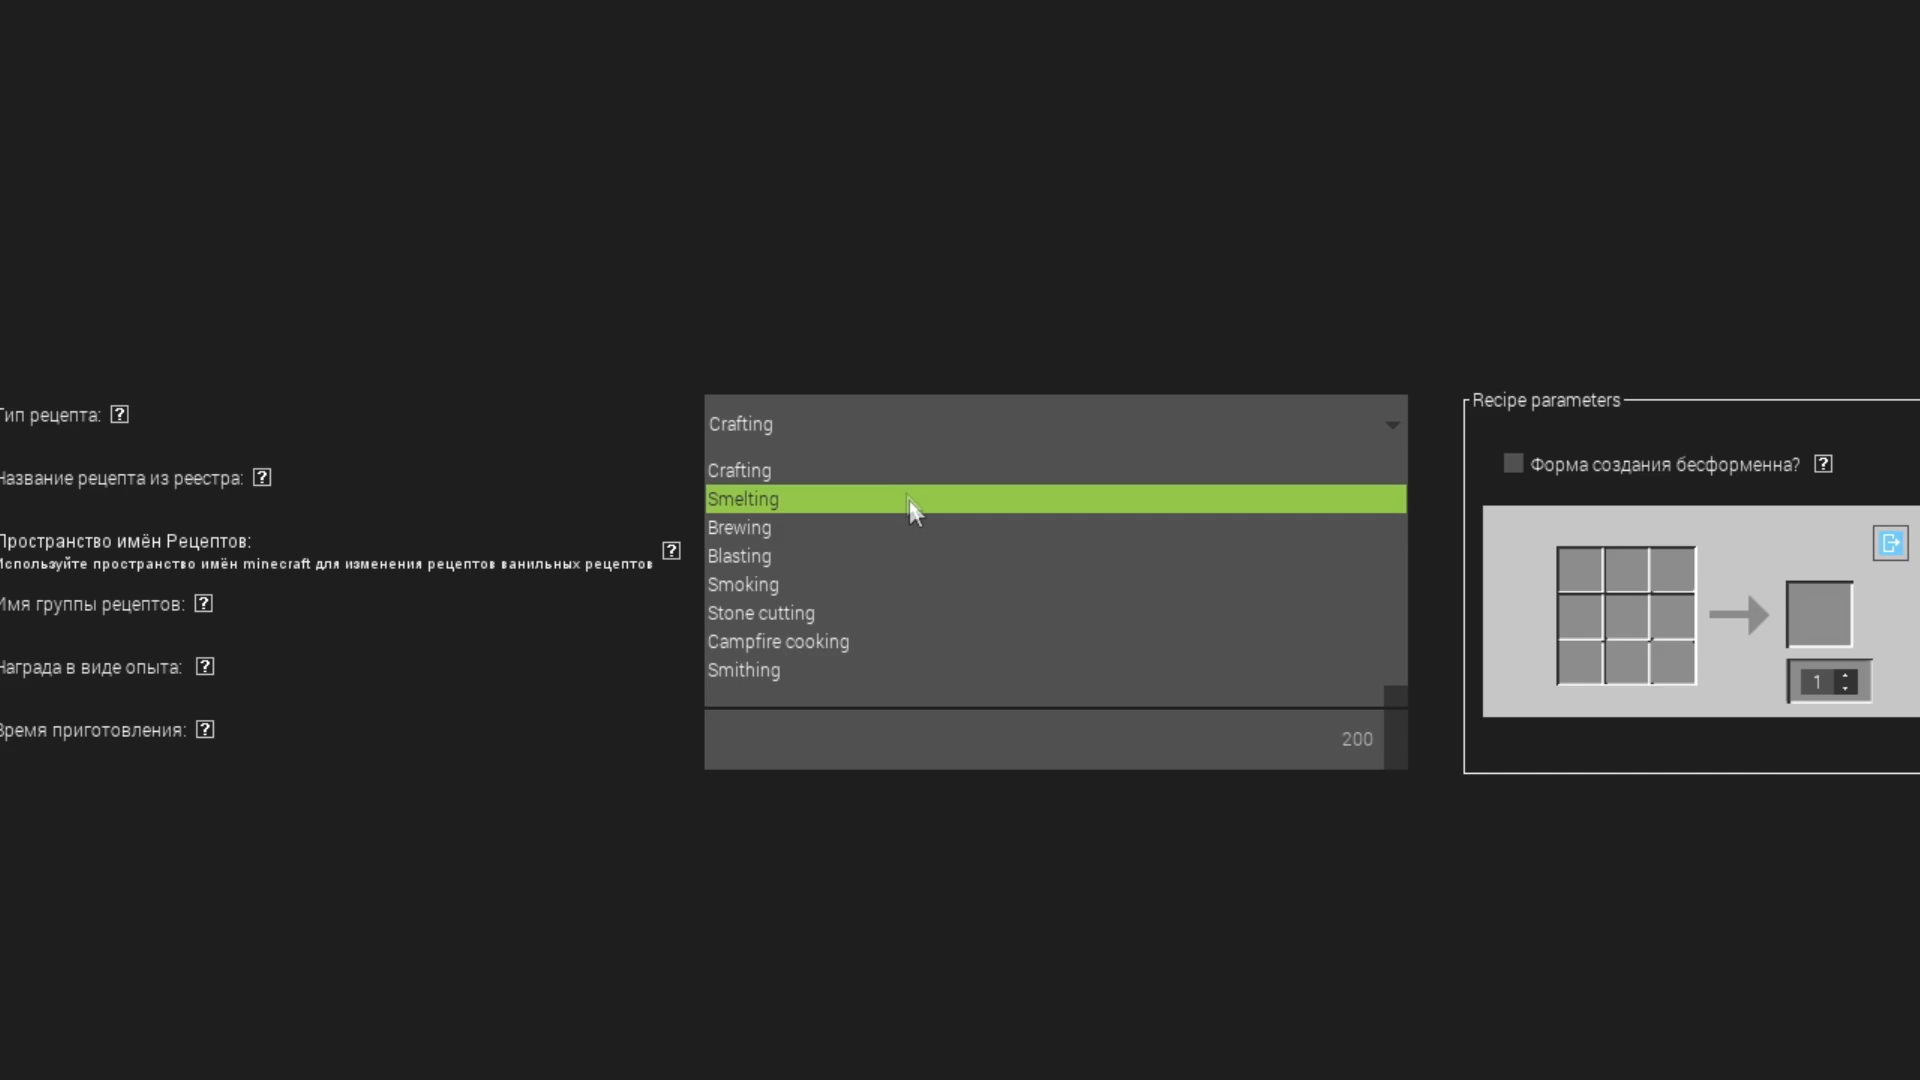 Тип рецепта: ?
Название рецепта из реестра: ?
Пространство имён Рецептов:
Используйте пространство имён minecraft для изменения рецептов ванильных рецептов ?
Имя группы рецептов: ?
Награда в виде опыта: ?
Время приготовления: ?
Crafting
Crafting
Smelting
Brewing
Blasting
Smoking
Stone cutting
Campfire cooking
Smithing
200
Recipe parameters
Форма создания бесформенна? ?
1